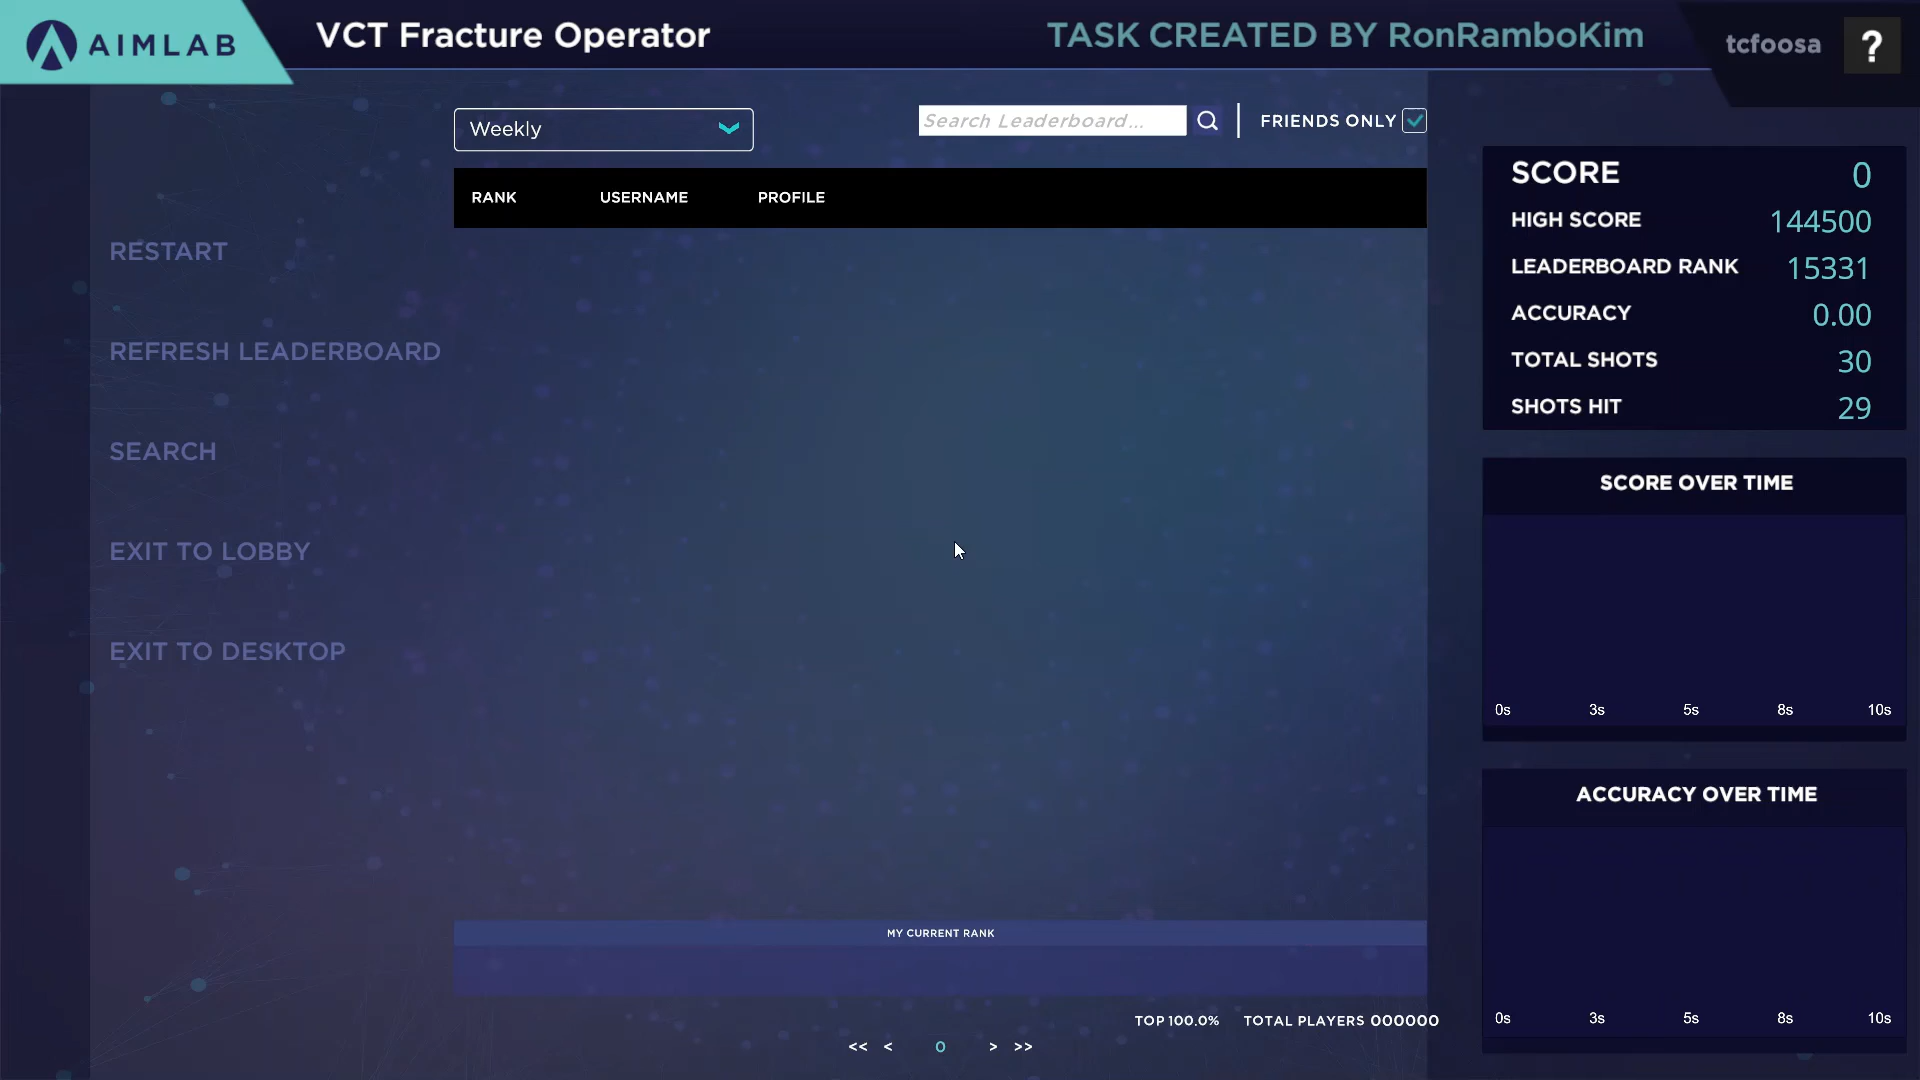 AIMLAB
VCT Fracture Operator
TASK CREATED BY RonRamboKim
tcfoosa
?
Weekly
Search Leaderboard...
FRIENDS ONLY
RANK USERNAME PROFILE
RESTART
REFRESH LEADERBOARD
SEARCH
EXIT TO LOBBY
EXIT TO DESKTOP
SCORE 0
HIGH SCORE 144500
LEADERBOARD RANK 15331
ACCURACY 0.00
TOTAL SHOTS 30
SHOTS HIT 29
SCORE OVER TIME
0s 3s 5s 8s 10s
ACCURACY OVER TIME
0s 3s 5s 8s 10s
MY CURRENT RANK
TOP 100.0% TOTAL PLAYERS 000000
<< < 0 > >>